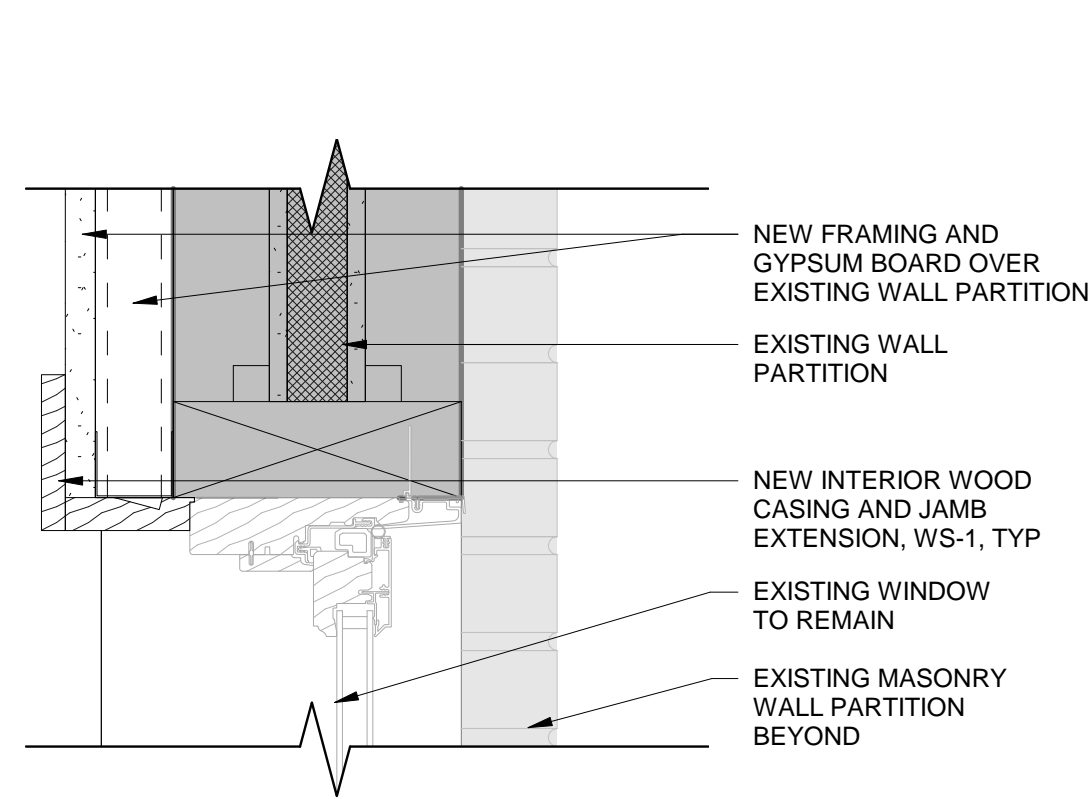 NEW FRAMING AND
GYPSUM BOARD OVER
EXISTING WALL PARTITION
EXISTING WALL
PARTITION
NEW INTERIOR WOOD
CASING AND JAMB
EXTENSION, WS-1, TYP
EXISTING WINDOW
TO REMAIN
EXISTING MASONRY
WALL PARTITION
BEYOND